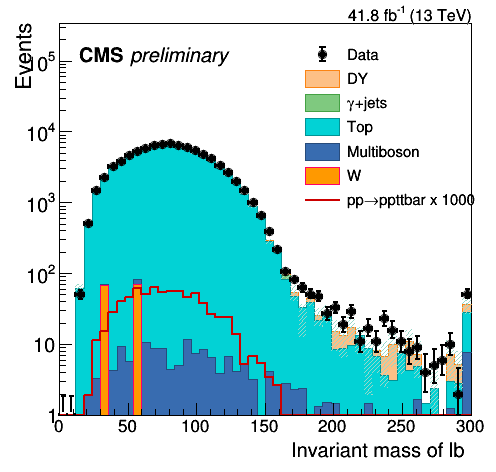 41.8 fb⁻¹ (13 TeV)
Events
CMS preliminary
Data
DY
γ+jets
Top
Multiboson
W
pp→ppttbar x 1000
10⁵
10⁴
10³
10²
10
1
0 50 100 150 200 250 300
Invariant mass of lb